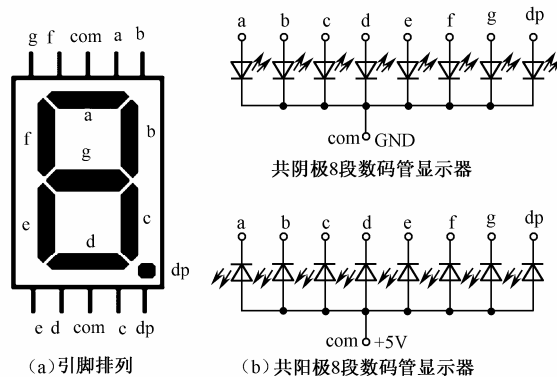 g f com a b
a
f
b
g
e
c
d
dp
e d com c dp
(a)引脚排列
a b c d e f g dp
com GND
共阴极8段数码管显示器
a b c d e f g dp
com +5V
(b)共阳极8段数码管显示器